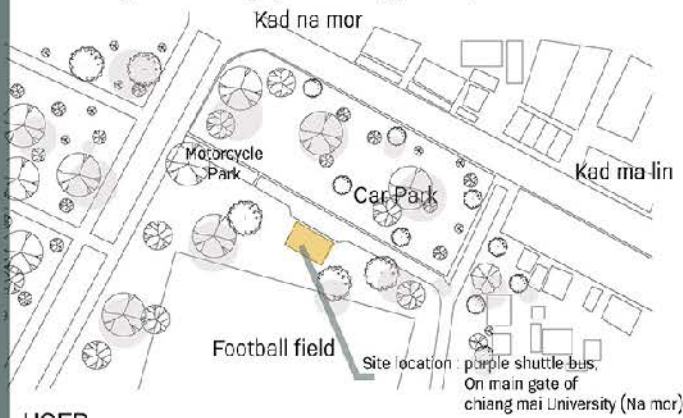 Kad na mor
Kad ma lin
Motorcycle
Park
Car Park
Football field
Site location : purple shuttle bus,
On main gate of
chiang mai University (Na mor)
USER